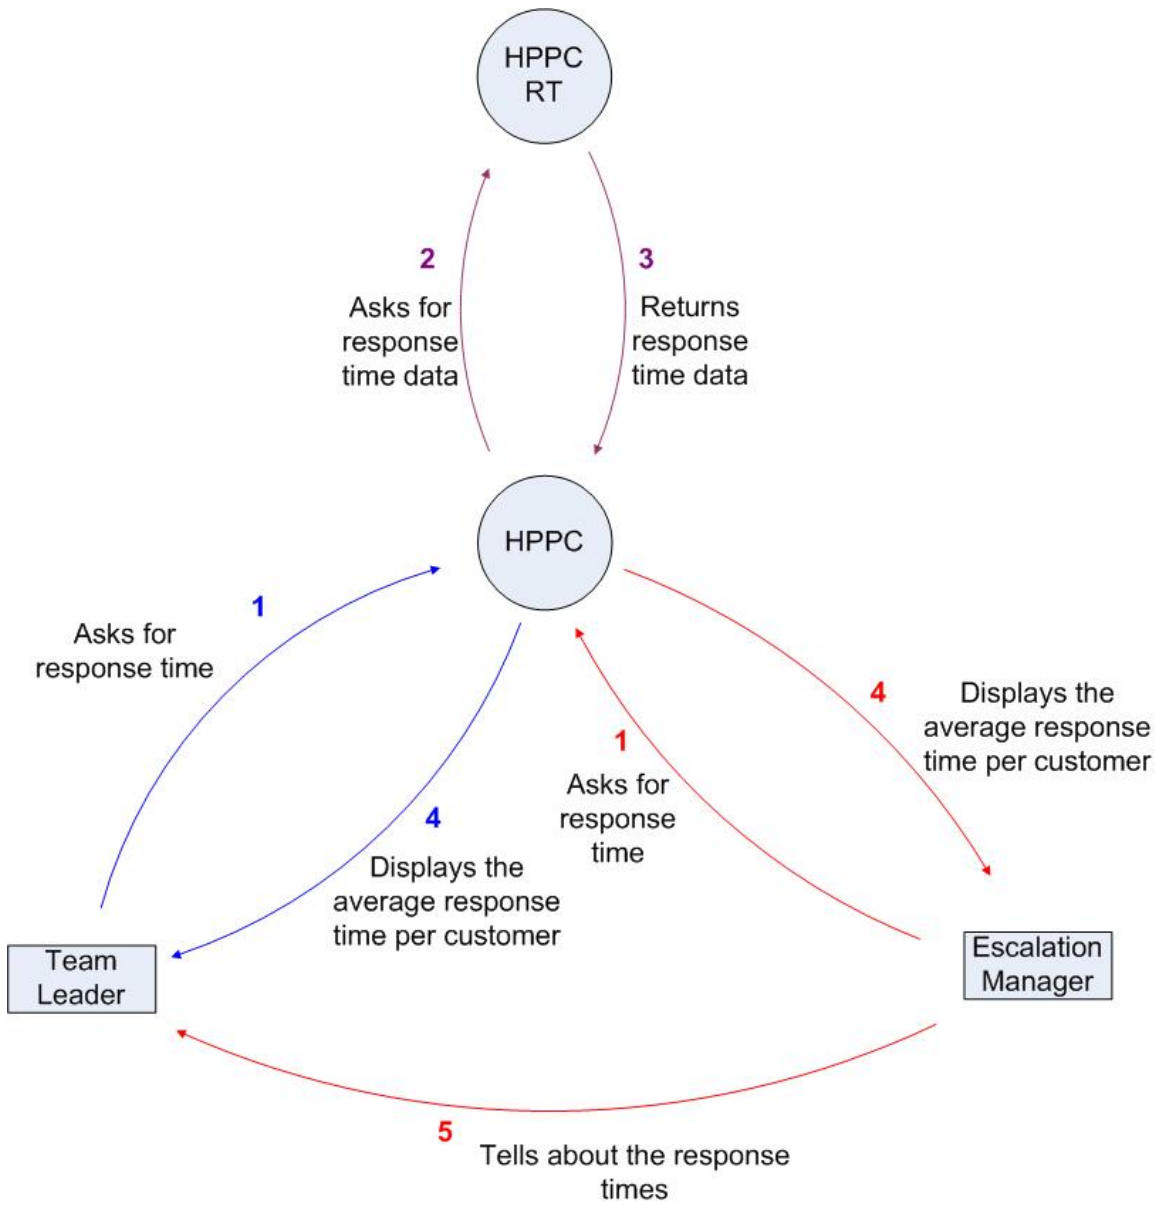 HPPC
RT
2
Asks for
response
time data
3
Returns
response
time data
HPPC
1
Asks for
response time
4
Displays the
average response
time per customer
1
Asks for
response
time
4
Displays the
average response
time per customer
Team
Leader
Escalation
Manager
5
Tells about the response
times